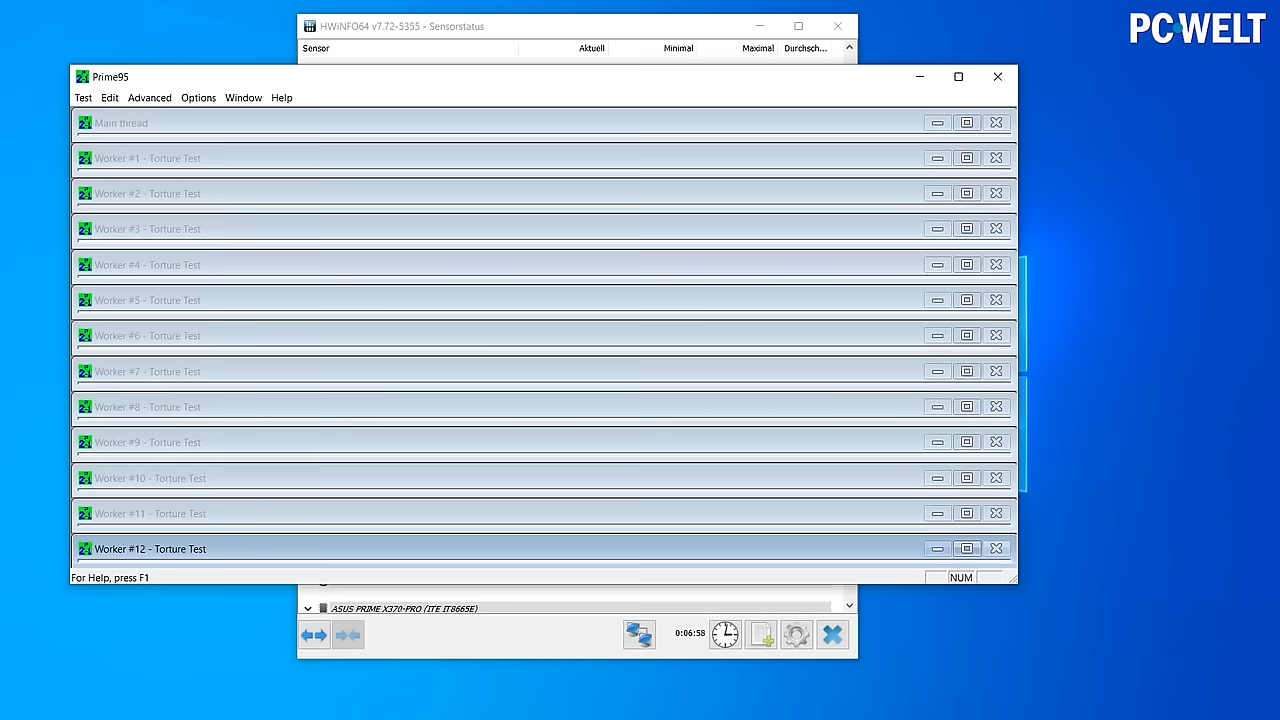 HWiNFO64 v7.72-5355 - Sensorstatus
PC WELT
Sensor Aktuell Minimal Maximal Durchsch...
Prime95
Test Edit Advanced Options Window Help
Main thread
Worker #1 - Torture Test
Worker #2 - Torture Test
Worker #3 - Torture Test
Worker #4 - Torture Test
Worker #5 - Torture Test
Worker #6 - Torture Test
Worker #7 - Torture Test
Worker #8 - Torture Test
Worker #9 - Torture Test
Worker #10 - Torture Test
Worker #11 - Torture Test
Worker #12 - Torture Test
For Help, press F1 NUM
ASUS PRIME X370-PRO (ITE IT8665E)
0:06:58